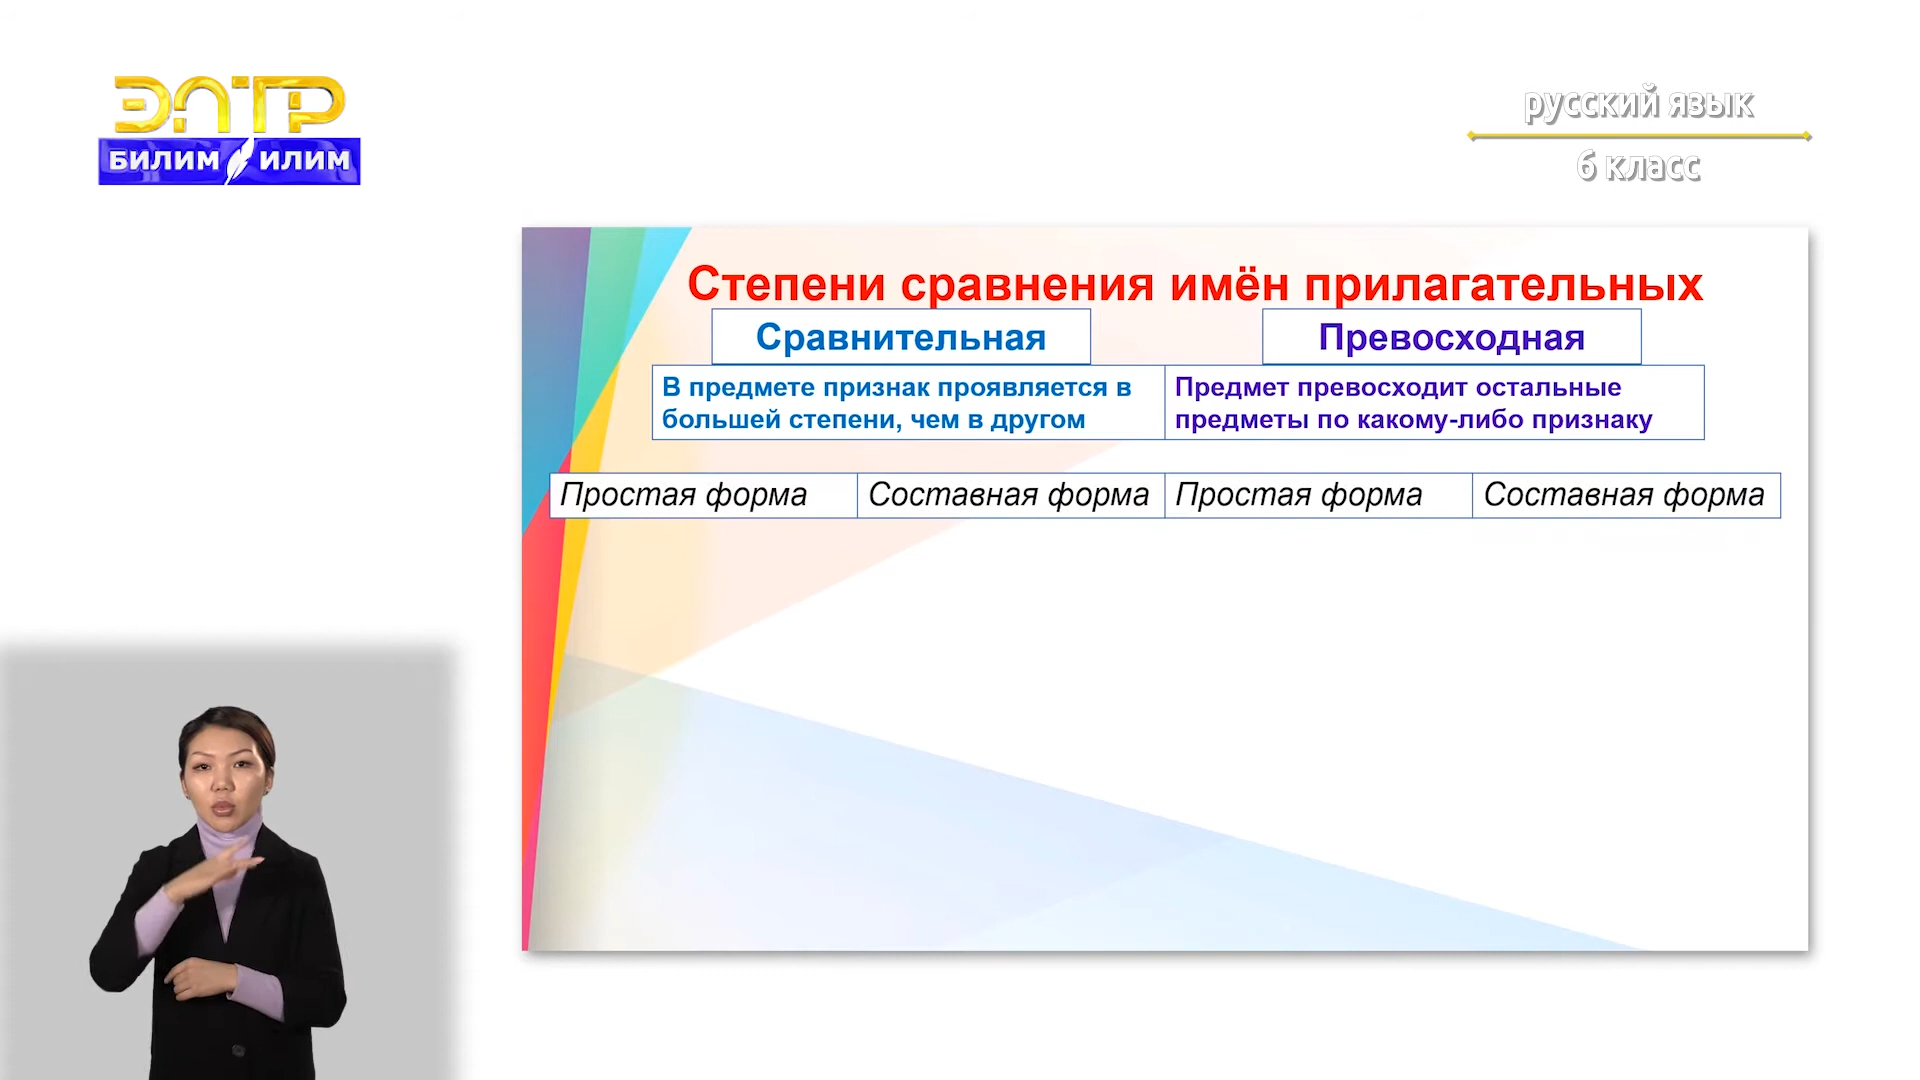 ЭЛТР
БИЛИМ ИЛИМ
русский язык
6 класс
Степени сравнения имён прилагательных
Сравнительная
Превосходная
В предмете признак проявляется в
большей степени, чем в другом
Предмет превосходит остальные
предметы по какому-либо признаку
Простая форма
Составная форма
Простая форма
Составная форма